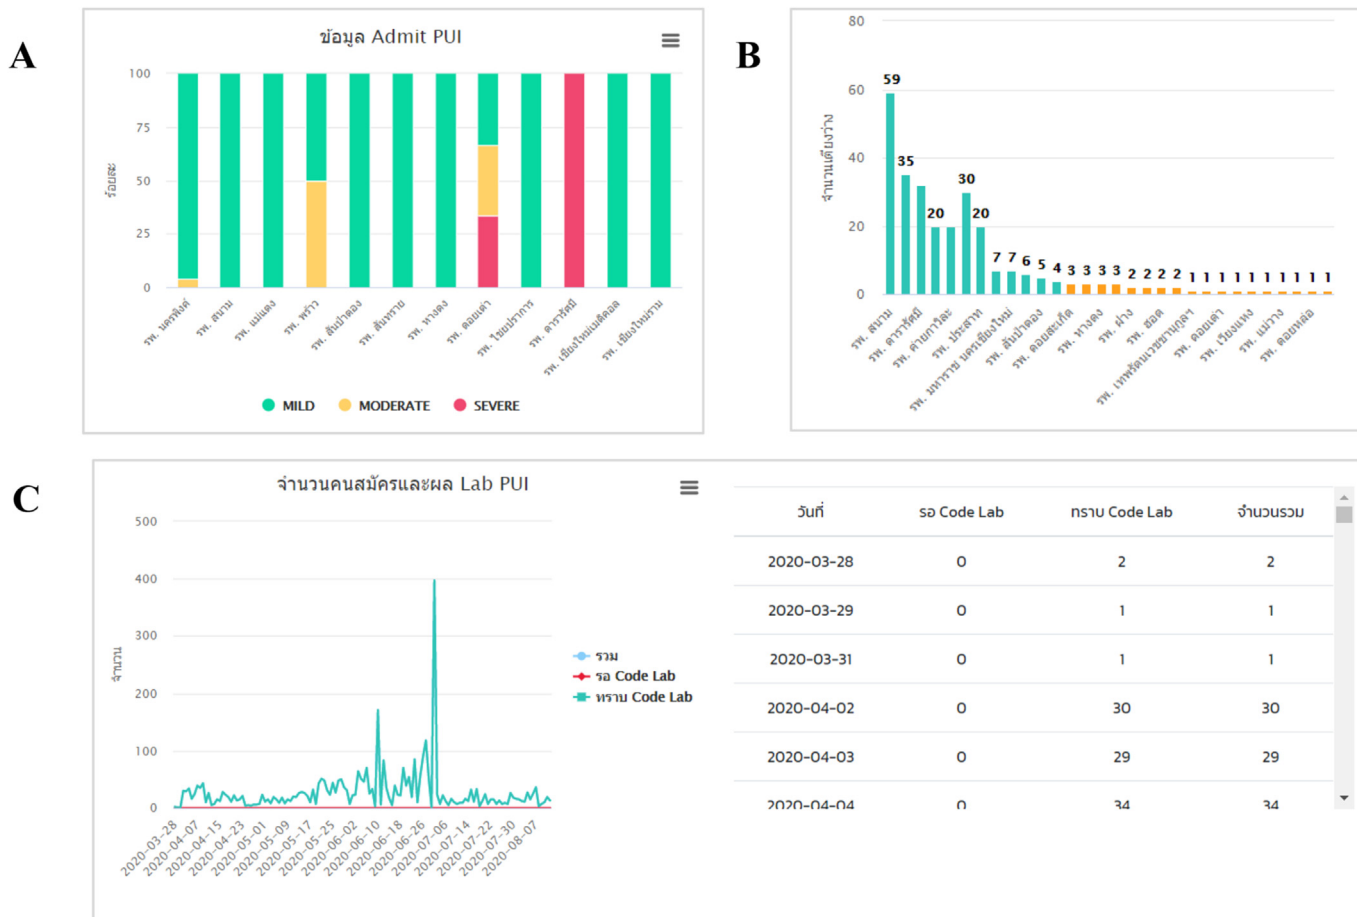 A
ข้อมูล Admit PUI
ร้อยสะ
100
75
50
25
0
รพ. นครพิงค์
รพ. สนาม
รพ. แม่แตง
รพ. พร้าว
รพ. สันป่าตอง
รพ. สันทราย
รพ. หางดง
รพ. ดอยเต่า
รพ. ไชยปราการ
รพ. ดารารัศมี
รพ. เชียงใหม่เมดิคอล
รพ. เชียงใหม่ราม
MILD MODERATE SEVERE
B
จำนวนเตียงว่าง
80
60
40
20
0
59 35 20 30 20 7 7 6 5 4 3 3 3 3 2 2 2 2 1 1 1 1 1 1 1 1 1 1
รพ. สนาม
รพ. ดารารัศมี
รพ. ค่ายกาวิละ
รพ. ประสาท
รพ. มหาราช นครเชียงใหม่
รพ. สันป่าตอง
รพ. ดอยสะเก็ด
รพ. หางดง
รพ. ฝาง
รพ. ฮอด
รพ. เทพรัตนเวชชานุกูลฯ
รพ. ดอยเต่า
รพ. เวียงแหง
รพ. แม่วาง
รพ. ดอยหล่อ
C
จำนวนคนสมัครและผล Lab PUI
จำนวน
500
400
300
200
100
0
2020-03-28
2020-04-07
2020-04-15
2020-04-23
2020-05-01
2020-05-09
2020-05-17
2020-05-25
2020-06-02
2020-06-10
2020-06-18
2020-06-26
2020-07-06
2020-07-14
2020-07-22
2020-07-30
2020-08-07
รวม
รอ Code Lab
ทราบ Code Lab
วันที่ รอ Code Lab ทราบ Code Lab จำนวนรวม
2020-03-28 0 2 2
2020-03-29 0 1 1
2020-03-31 0 1 1
2020-04-02 0 30 30
2020-04-03 0 29 29
2020-04-04 0 34 34